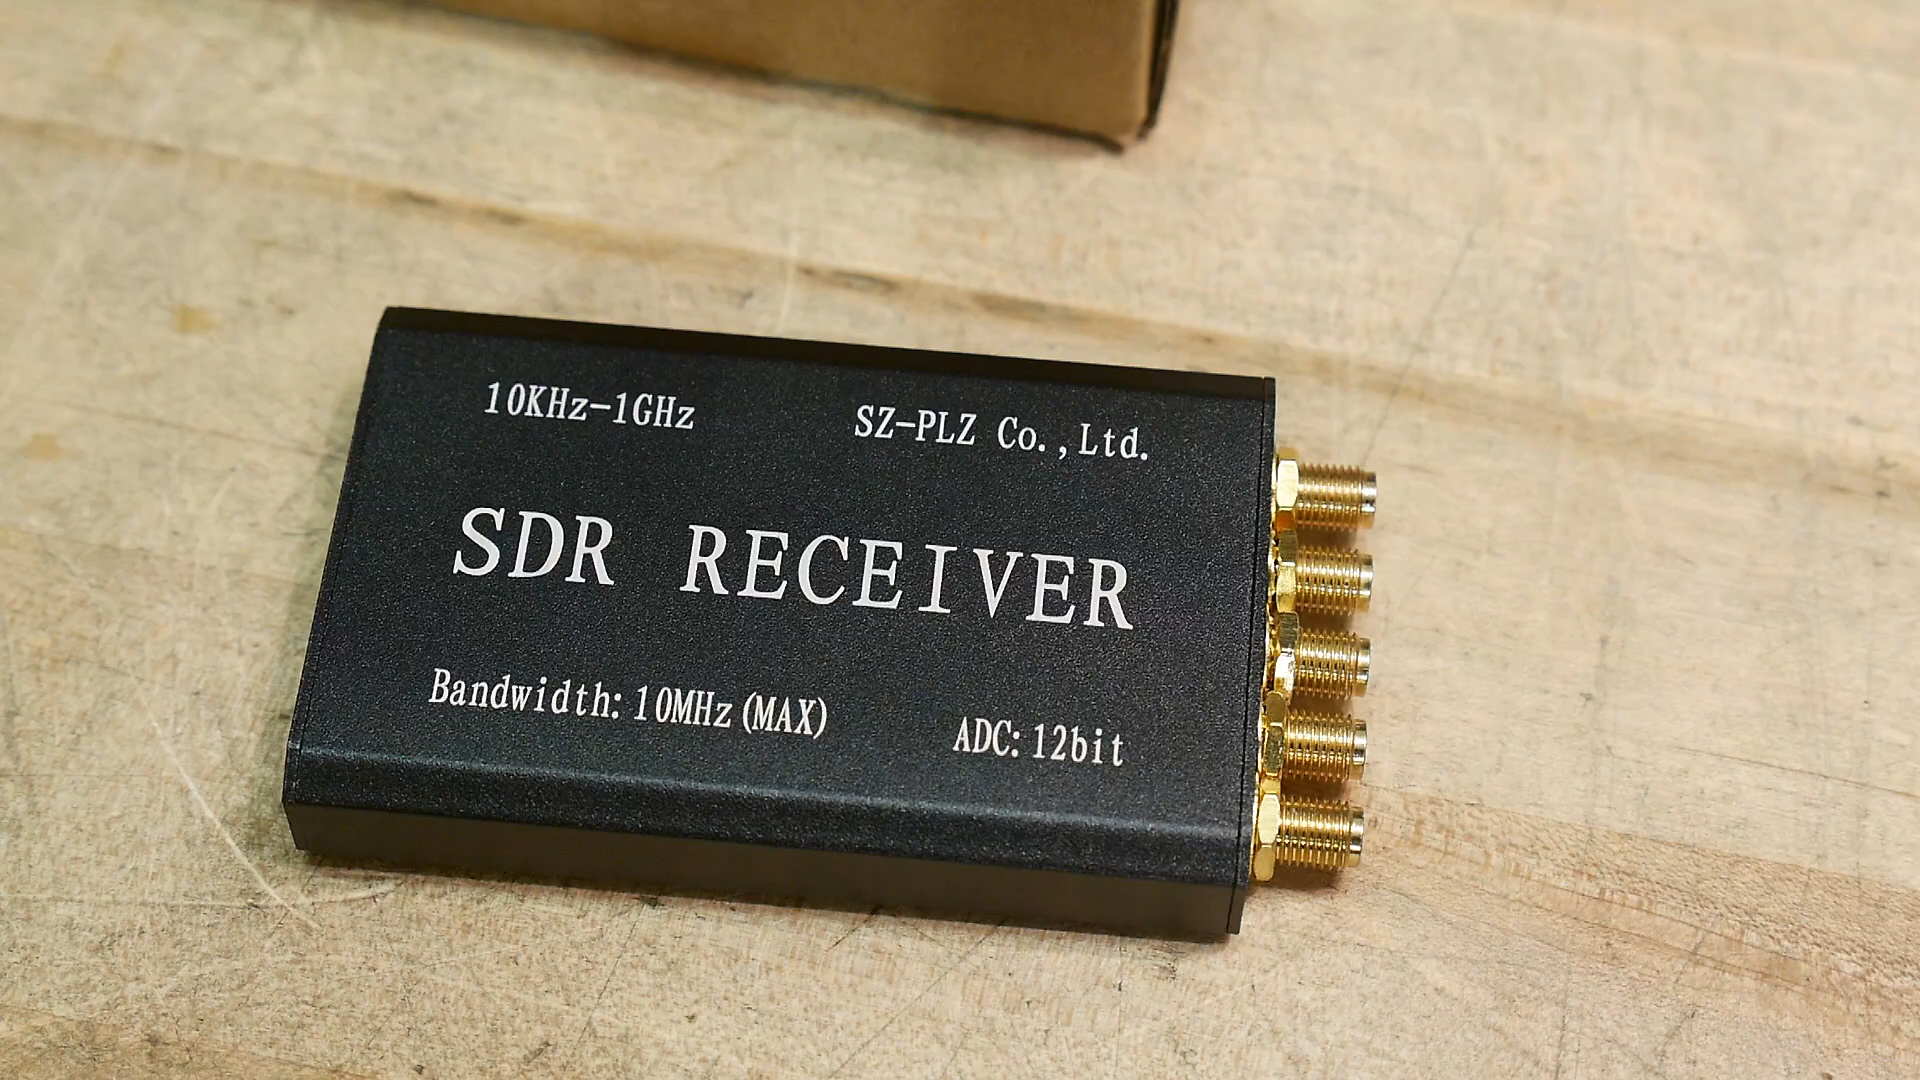 10KHz-1GHz SZ-PLZ Co.,Ltd.
SDR RECEIVER
Bandwidth:10MHz(MAX) ADC:12bit